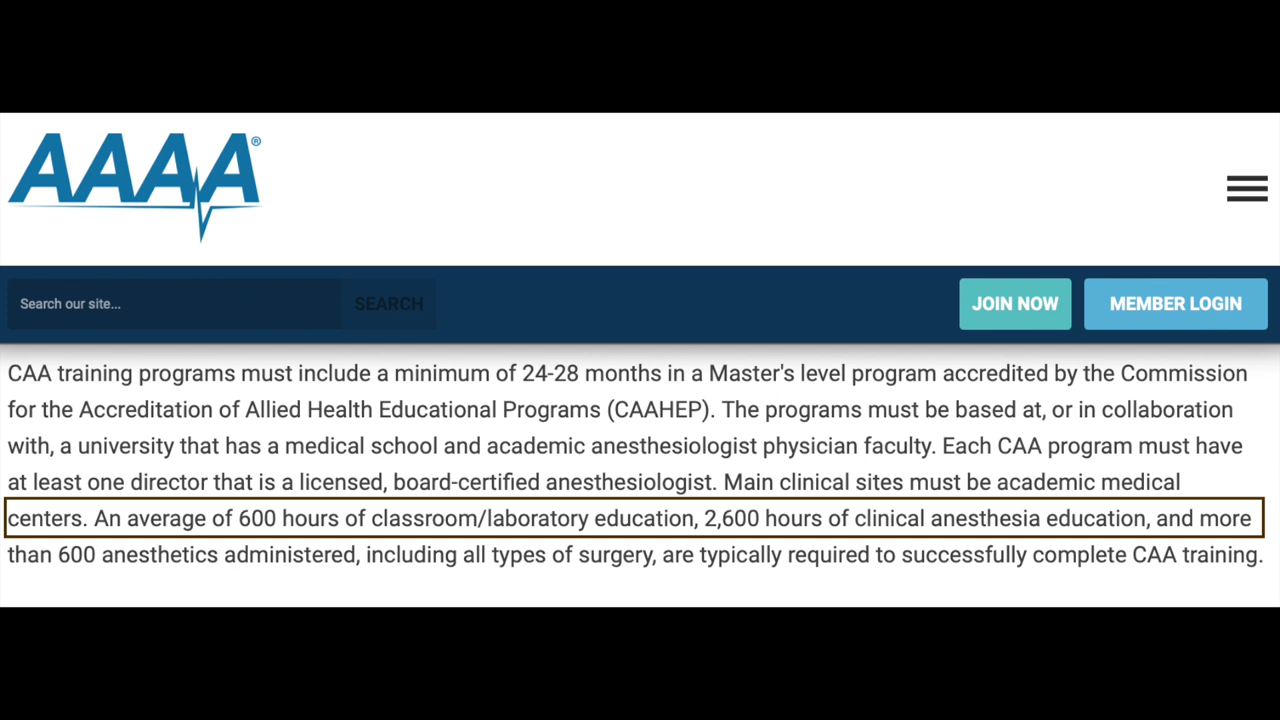 AAAA®
Search our site...
SEARCH
JOIN NOW
MEMBER LOGIN
CAA training programs must include a minimum of 24-28 months in a Master's level program accredited by the Commission
for the Accreditation of Allied Health Educational Programs (CAAHEP). The programs must be based at, or in collaboration
with, a university that has a medical school and academic anesthesiologist physician faculty. Each CAA program must have
at least one director that is a licensed, board-certified anesthesiologist. Main clinical sites must be academic medical
centers. An average of 600 hours of classroom/laboratory education, 2,600 hours of clinical anesthesia education, and more
than 600 anesthetics administered, including all types of surgery, are typically required to successfully complete CAA training.